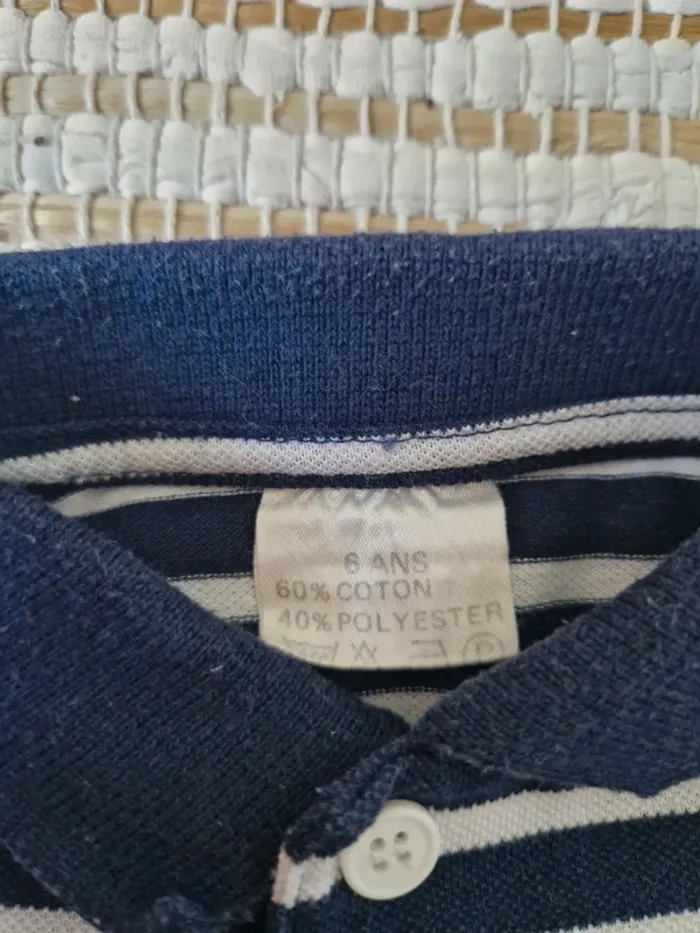 6 ANS
60% COTON
40% POLYESTER
P